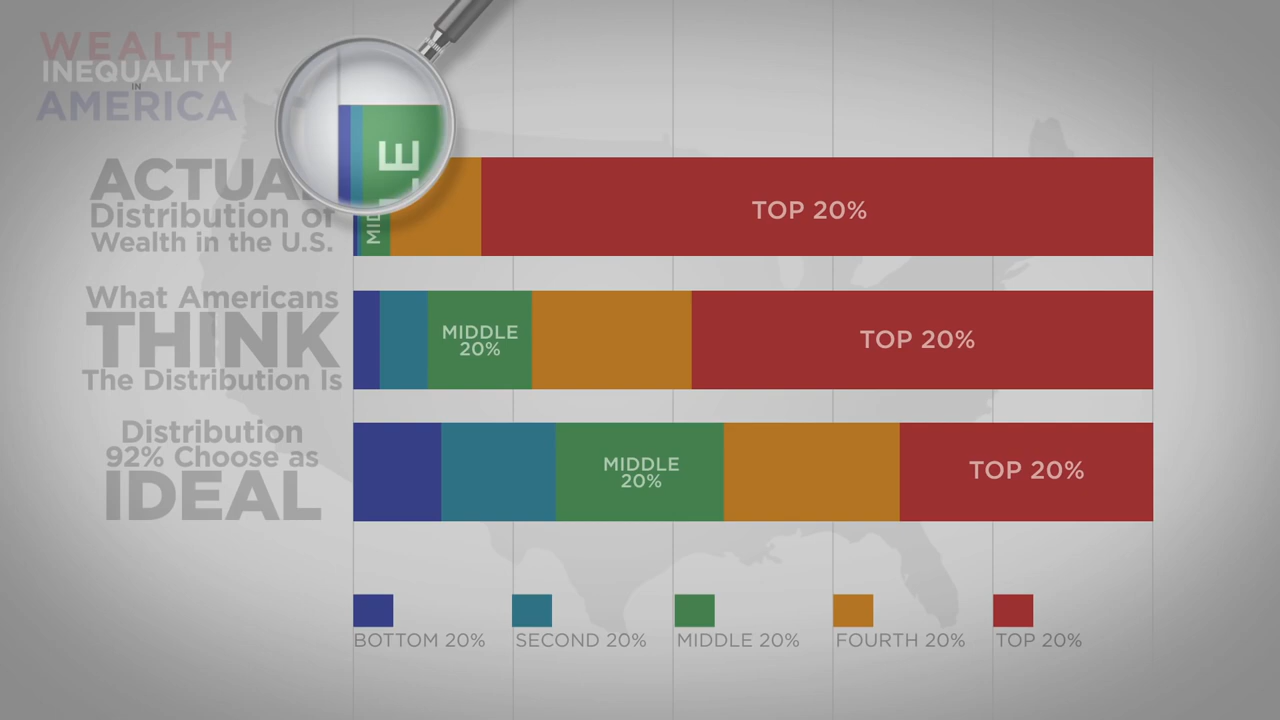 WEALTH
INEQUALITY
IN
AMERICA
Distribution of
Wealth in the U.S.
TOP 20%
What Americans
THINK
The Distribution Is
MIDDLE
20%
TOP 20%
Distribution
92% Choose as
IDEAL
MIDDLE
20%
TOP 20%
BOTTOM 20%
SECOND 20%
MIDDLE 20%
FOURTH 20%
TOP 20%